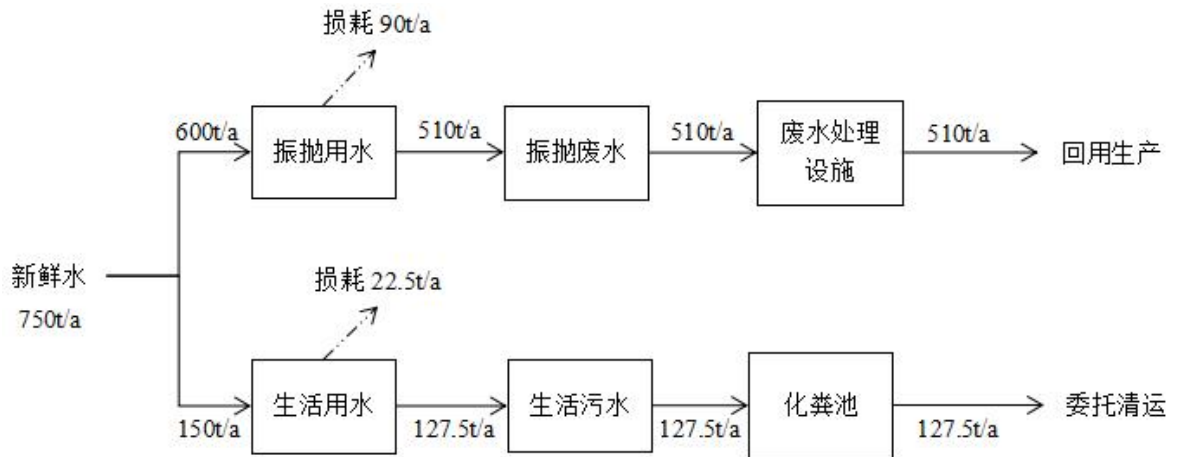 损耗 90t/a
600t/a
振抛用水
510t/a
振抛废水
510t/a
废水处理
设施
510t/a
回用生产
新鲜水
750t/a
损耗 22.5t/a
150t/a
生活用水
127.5t/a
生活污水
127.5t/a
化粪池
127.5t/a
委托清运